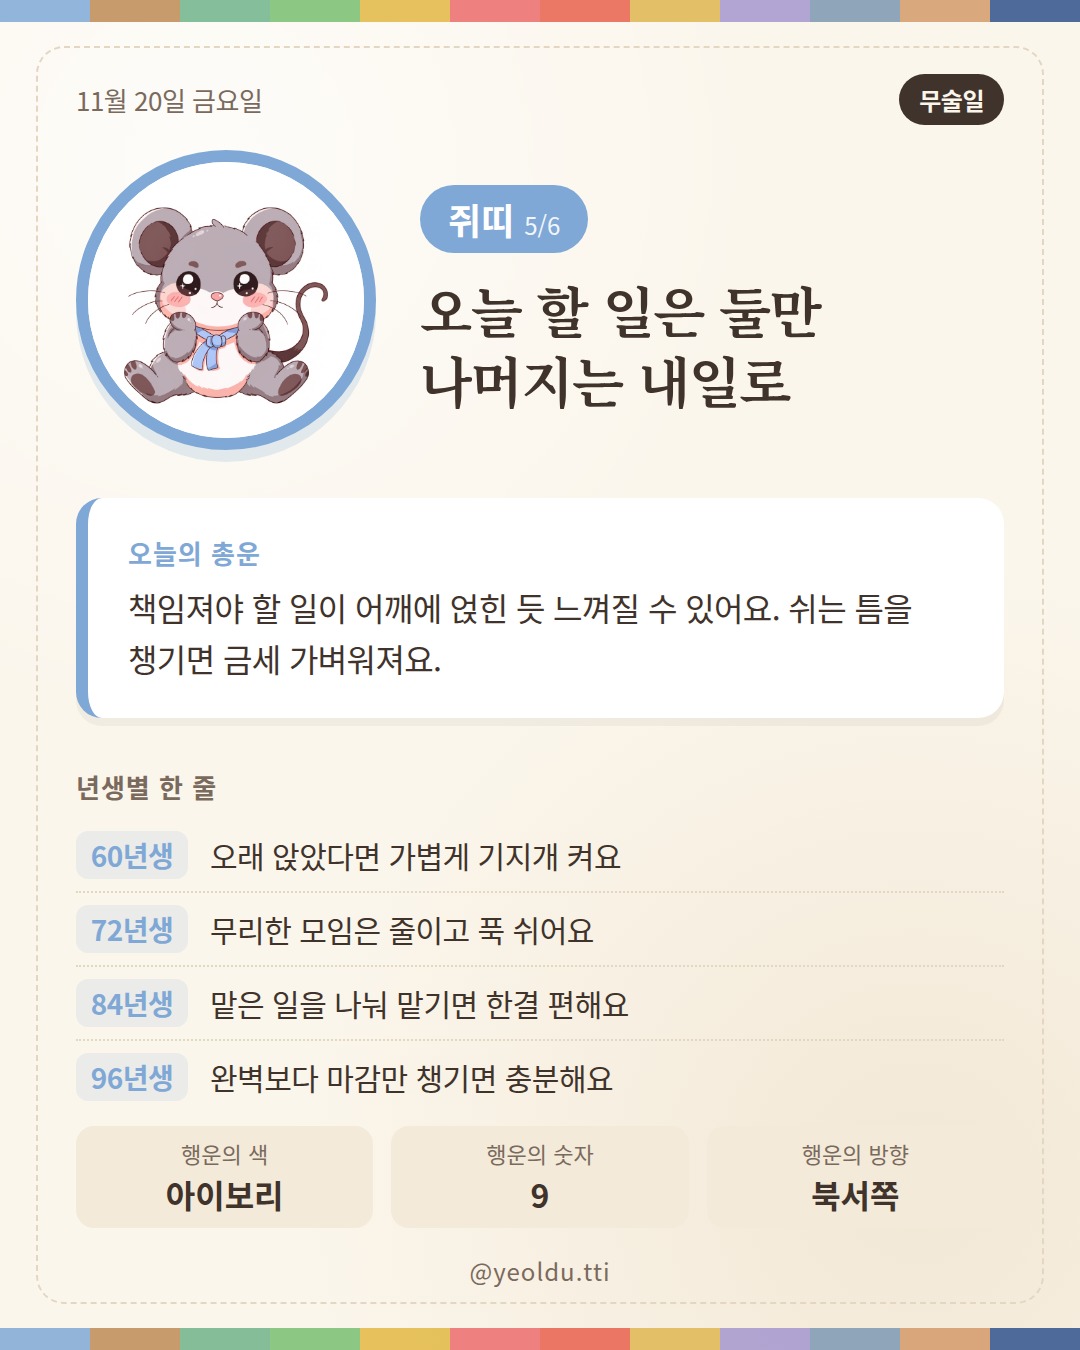 11월 20일 금요일
무술일
쥐띠 5/6
오늘 할 일은 둘만
나머지는 내일로
오늘의 총운
책임져야 할 일이 어깨에 얹힌 듯 느껴질 수 있어요. 쉬는 틈을
챙기면 금세 가벼워져요.
년생별 한 줄
60년생 오래 앉았다면 가볍게 기지개 켜요
72년생 무리한 모임은 줄이고 푹 쉬어요
84년생 맡은 일을 나눠 맡기면 한결 편해요
96년생 완벽보다 마감만 챙기면 충분해요
행운의 색
아이보리
행운의 숫자
9
행운의 방향
북서쪽
@yeoldu.tti